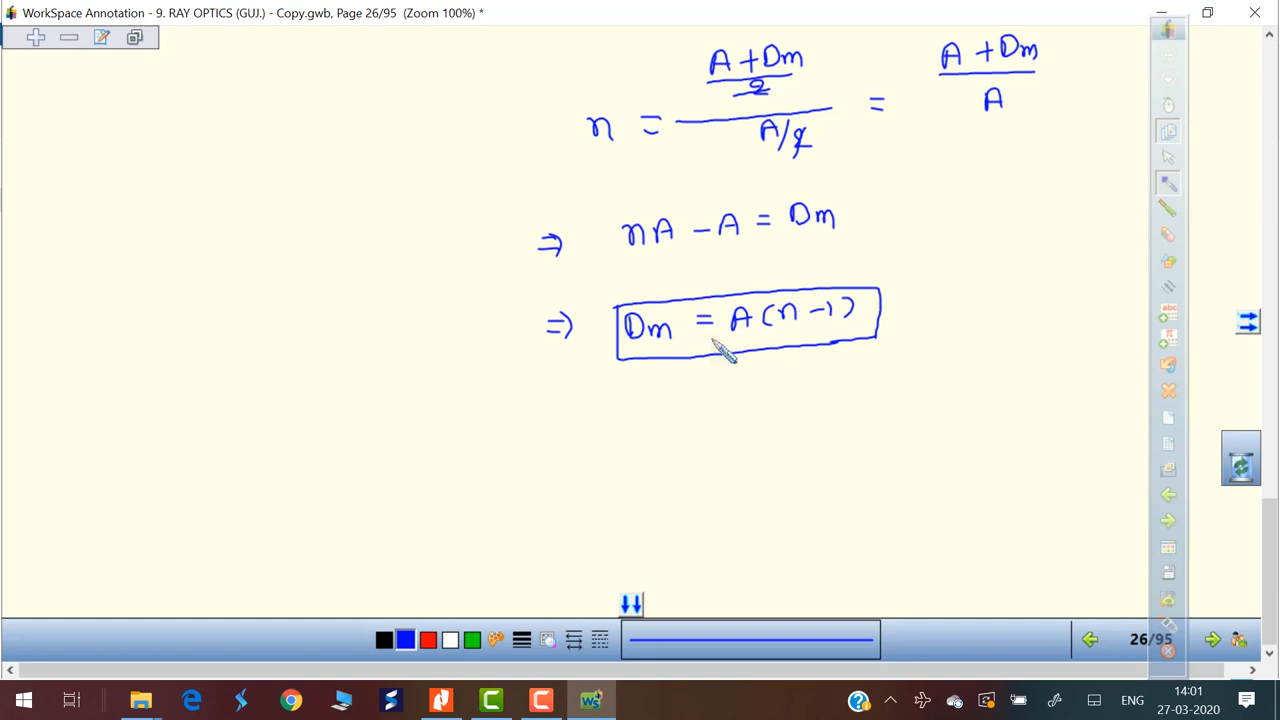 WorkSpace Annotation - 9. RAY OPTICS (GUJ.) - Copy.gwb, Page 26/95 (Zoom 100%) *
n = ((A + Dm)/2)/(A/2) = (A + Dm)/A
⇒ nA - A = Dm
⇒ Dm = A(n-1)
26/95
ENG
14:01
27-03-2020